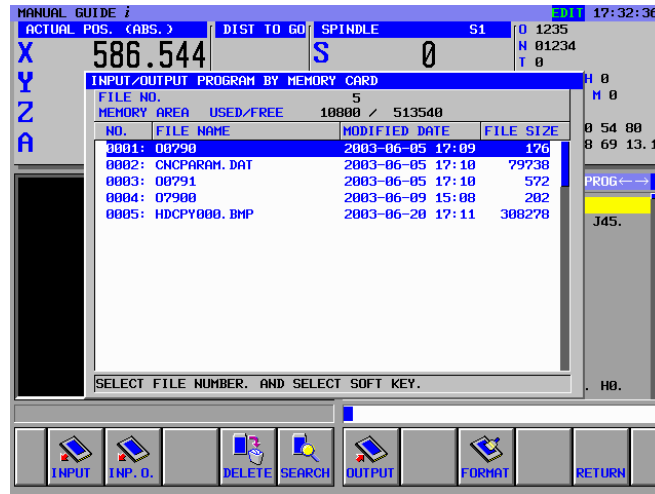 MANUAL GUIDE i EDIT 17:32:36
ACTUAL POS. (ABS.) DIST TO GO SPINDLE S1 O 1235
X 586.544 S 0 N 01234
T 0
Y H 0
M 0
Z
A 0 54 80
8 69 13.1
INPUT/OUTPUT PROGRAM BY MEMORY CARD
FILE NO. 5
MEMORY AREA USED/FREE 10800 / 513540
NO. FILE NAME MODIFIED DATE FILE SIZE
0001: O0790 2003-06-05 17:09 176
0002: CNCPARAM.DAT 2003-06-05 17:10 79738
0003: O0791 2003-06-05 17:10 572
0004: O7900 2003-06-09 15:08 202
0005: HDCPY000.BMP 2003-06-20 17:11 308278
PROG←→
J45.
. H0.
SELECT FILE NUMBER. AND SELECT SOFT KEY.
INPUT INP.O. DELETE SEARCH OUTPUT FORMAT RETURN